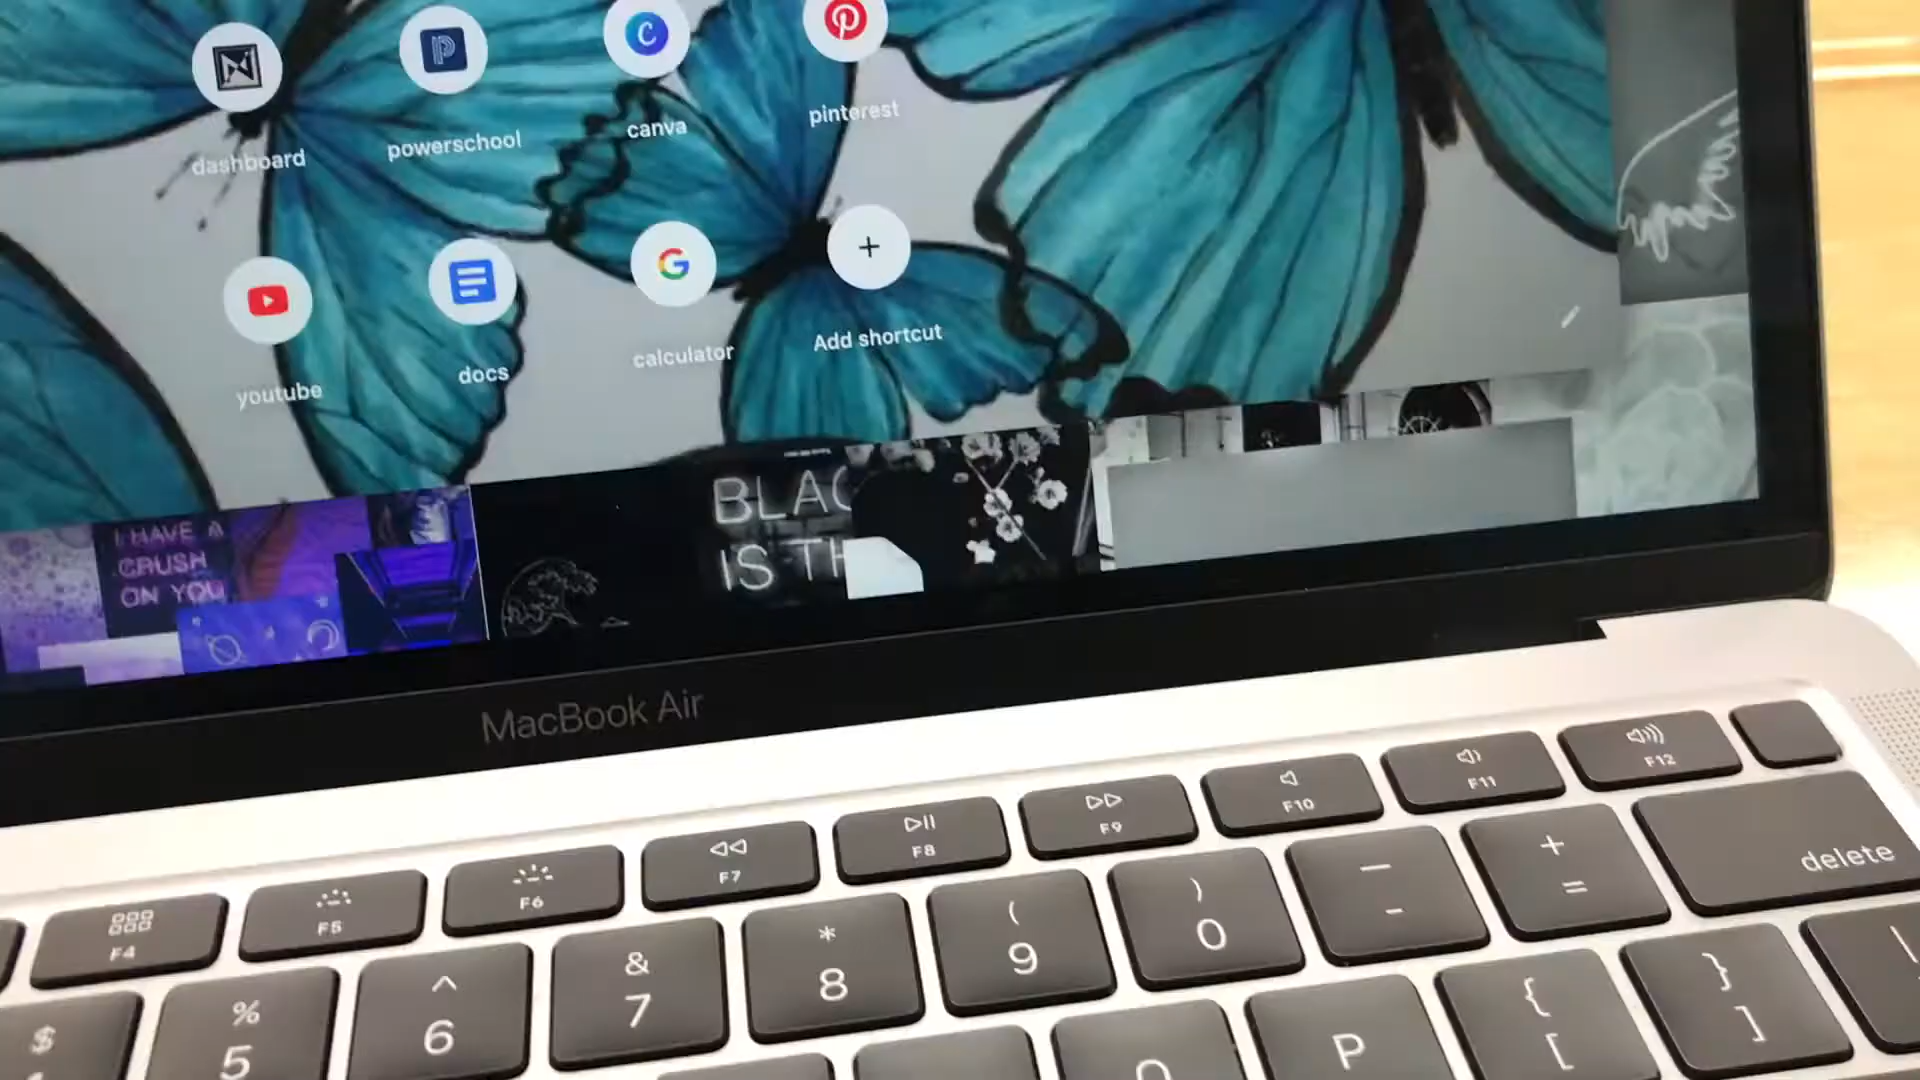 dashboard
powerschool
canva
pinterest
youtube
docs
calculator
Add shortcut
I HAVE A
CRUSH
ON YOU
BLAC
IS TH
MacBook Air
F4
F5
F6
F7
F8
F9
F10
F11
F12
$
%
5
^
6
&
7
*
8
(
9
)
0
—
-
+
=
delete
P
{
[
}
]